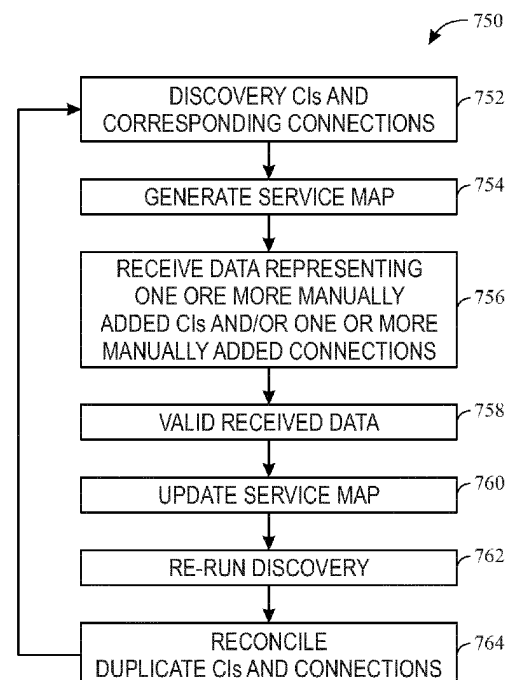 750
DISCOVERY CIs AND
CORRESPONDING CONNECTIONS
752
GENERATE SERVICE MAP
754
RECEIVE DATA REPRESENTING
ONE ORE MORE MANUALLY
ADDED CIs AND/OR ONE OR MORE
MANUALLY ADDED CONNECTIONS
756
VALID RECEIVED DATA
758
UPDATE SERVICE MAP
760
RE-RUN DISCOVERY
762
RECONCILE
DUPLICATE CIs AND CONNECTIONS
764